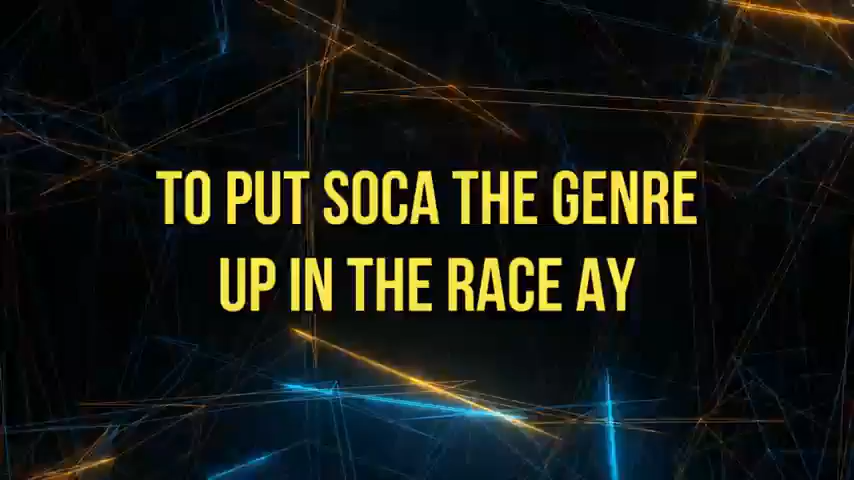 TO PUT SOCA THE GENRE
UP IN THE RACE AY